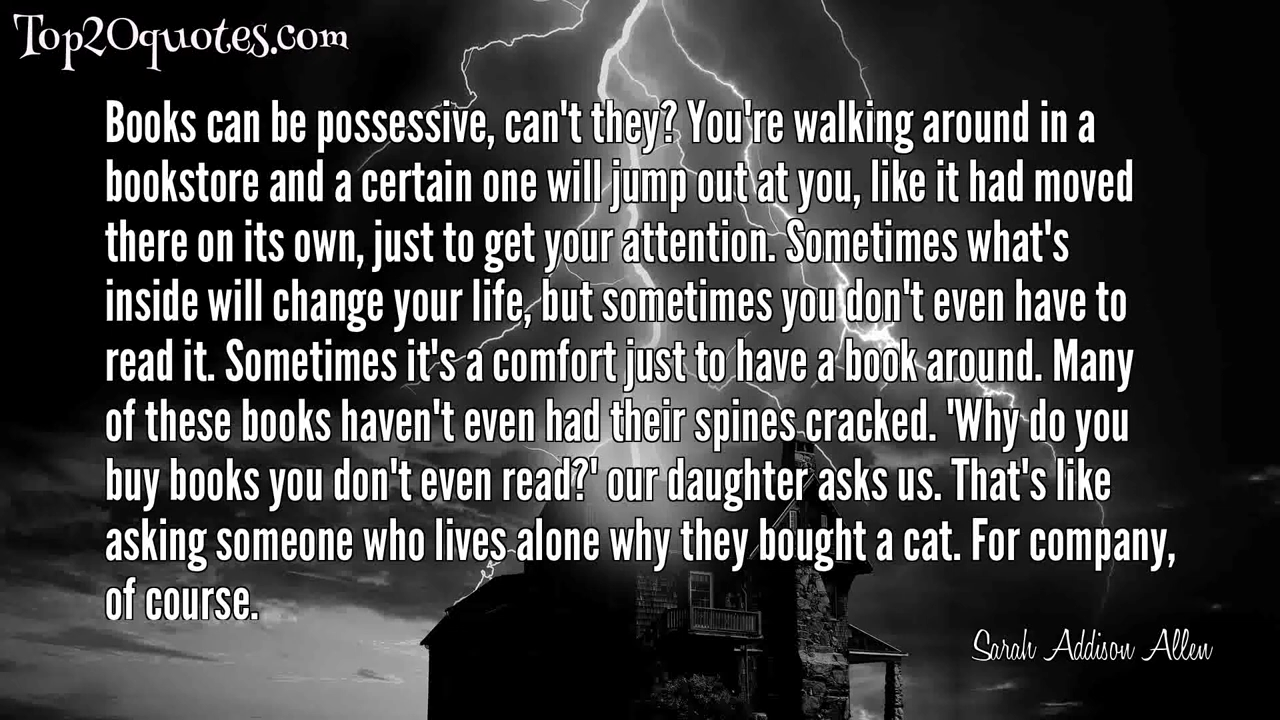 Top20quotes.com
Books can be possessive, can't they? You're walking around in a
bookstore and a certain one will jump out at you, like it had moved
there on its own, just to get your attention. Sometimes what's
inside will change your life, but sometimes you don't even have to
read it. Sometimes it's a comfort just to have a book around. Many
of these books haven't even had their spines cracked. 'Why do you
buy books you don't even read?' our daughter asks us. That's like
asking someone who lives alone why they bought a cat. For company,
of course.
Sarah Addison Allen